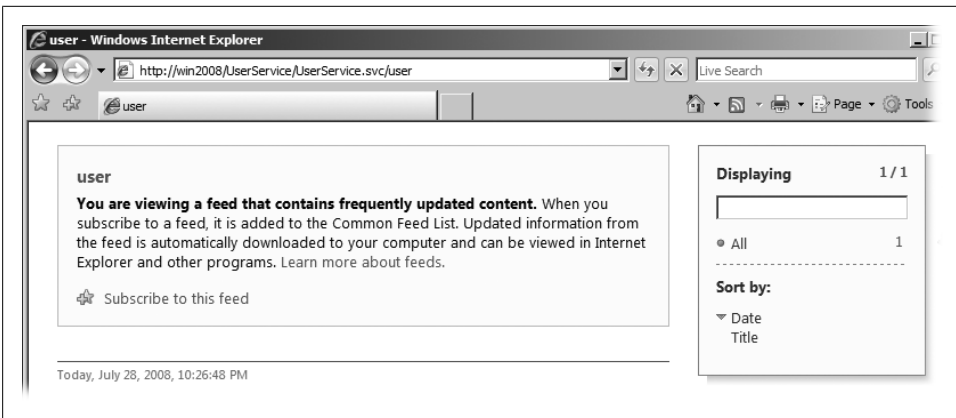 user - Windows Internet Explorer
http://win2008/UserService/UserService.svc/user
Live Search
user
Page
Tools
user
You are viewing a feed that contains frequently updated content. When you
subscribe to a feed, it is added to the Common Feed List. Updated information from
the feed is automatically downloaded to your computer and can be viewed in Internet
Explorer and other programs. Learn more about feeds.
Subscribe to this feed
Today, July 28, 2008, 10:26:48 PM
Displaying 1 / 1
All 1
Sort by:
Date
Title